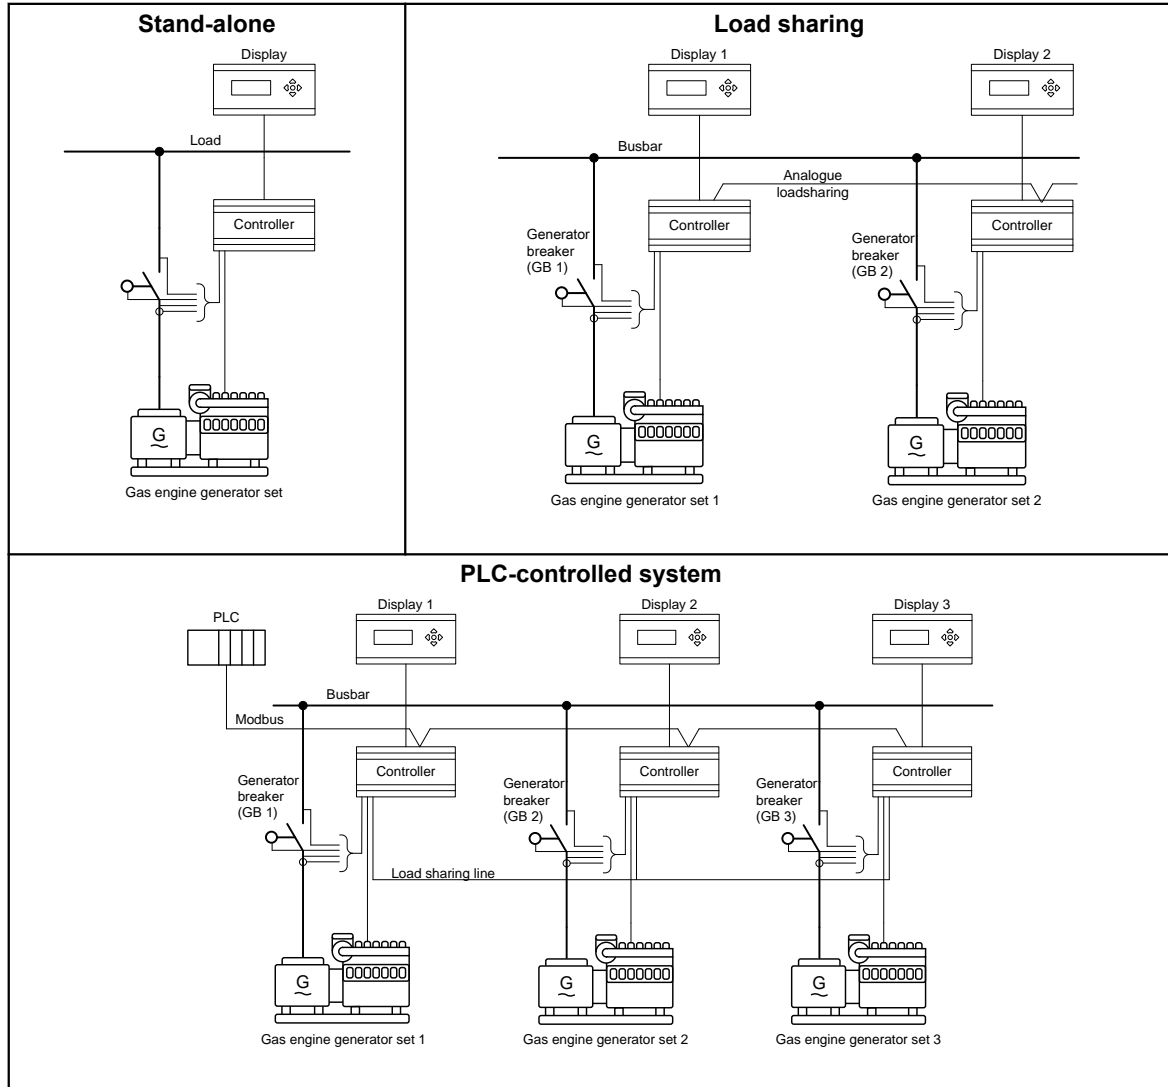 Stand-alone
Display
Load
Controller
G
Gas engine generator set
Load sharing
Display 1
Display 2
Busbar
Analogue
loadsharing
Controller
Controller
Generator
breaker
(GB 1)
Generator
breaker
(GB 2)
G
G
Gas engine generator set 1
Gas engine generator set 2
PLC-controlled system
PLC
Display 1
Display 2
Display 3
Busbar
Modbus
Controller
Controller
Controller
Generator
breaker
(GB 1)
Generator
breaker
(GB 2)
Generator
breaker
(GB 3)
Load sharing line
G
G
G
Gas engine generator set 1
Gas engine generator set 2
Gas engine generator set 3